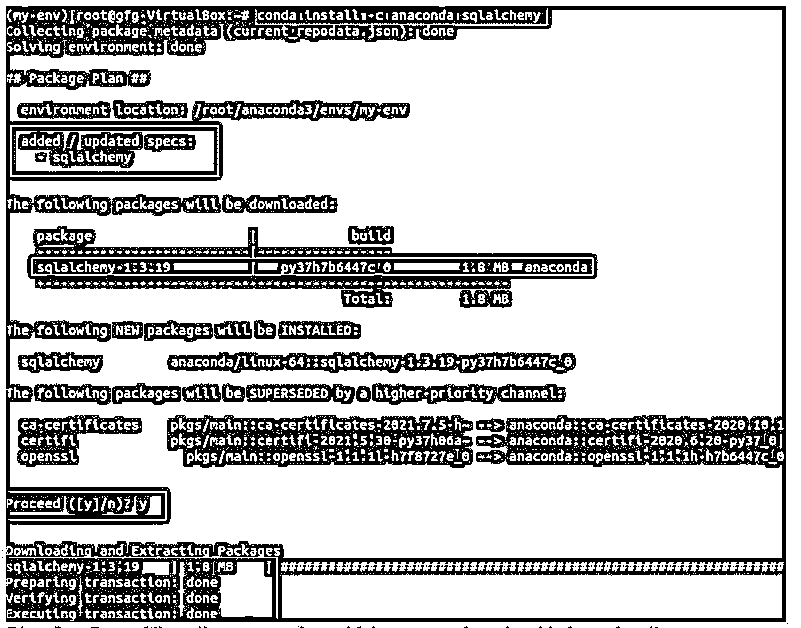 (my-env)[root@gfg-VirtualBox:~# conda install -c anaconda sqlalchemy
Collecting package metadata (current_repodata.json): done
Solving environment: done
## Package Plan ##
environment location: /root/anaconda3/envs/my-env
added / updated specs:
- sqlalchemy
The following packages will be downloaded:
package | build
sqlalchemy-1.3.19 | py37h7b6447c_0 1.8 MB anaconda
Total: 1.8 MB
The following NEW packages will be INSTALLED:
sqlalchemy anaconda/linux-64::sqlalchemy-1.3.19-py37h7b6447c_0
The following packages will be SUPERSEDED by a higher-priority channel:
ca-certificates pkgs/main::ca-certificates-2021.7.5-h~ --> anaconda::ca-certificates-2020.10.1
certifi pkgs/main::certifi-2021.5.30-py37h06a~ --> anaconda::certifi-2020.6.20-py37_0
openssl pkgs/main::openssl-1.1.1l-h7f8727e_0 --> anaconda::openssl-1.1.1h-h7b6447c_0
Proceed ([y]/n)? y
Downloading and Extracting Packages
sqlalchemy-1.3.19 | 1.8 MB | ################################################################
Preparing transaction: done
Verifying transaction: done
Executing transaction: done